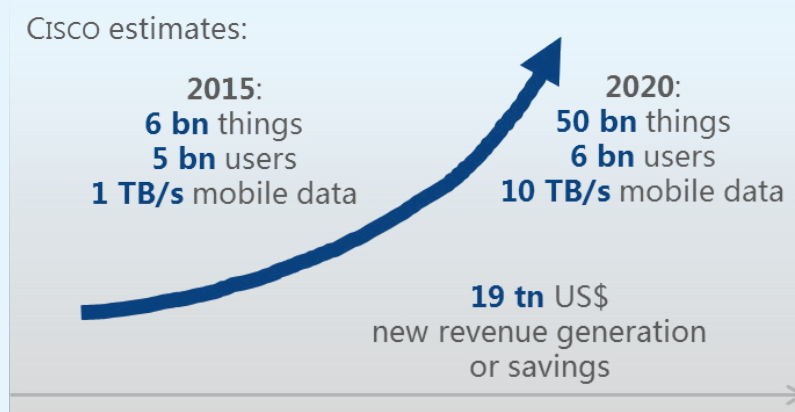 CISCO estimates:
2015:
6 bn things
5 bn users
1 TB/s mobile data
2020:
50 bn things
6 bn users
10 TB/s mobile data
19 tn US$
new revenue generation
or savings